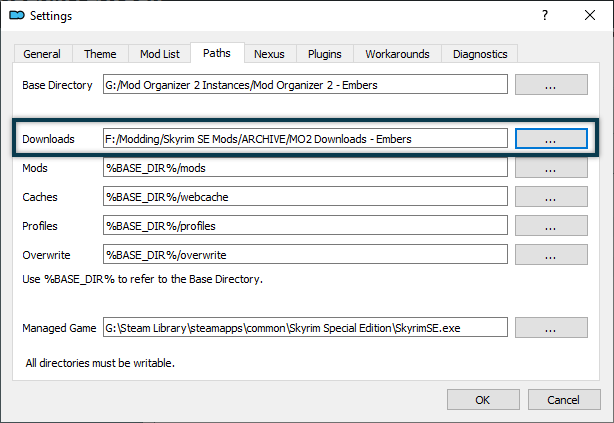 Settings
General Theme Mod List Paths Nexus Plugins Workarounds Diagnostics
Base Directory G:/Mod Organizer 2 Instances/Mod Organizer 2 - Embers ...
Downloads F:/Modding/Skyrim SE Mods/ARCHIVE/MO2 Downloads - Embers ...
Mods %BASE_DIR%/mods ...
Caches %BASE_DIR%/webcache ...
Profiles %BASE_DIR%/profiles ...
Overwrite %BASE_DIR%/overwrite ...
Use %BASE_DIR% to refer to the Base Directory.
Managed Game G:\Steam Library\steamapps\common\Skyrim Special Edition\SkyrimSE.exe ...
All directories must be writable.
OK Cancel